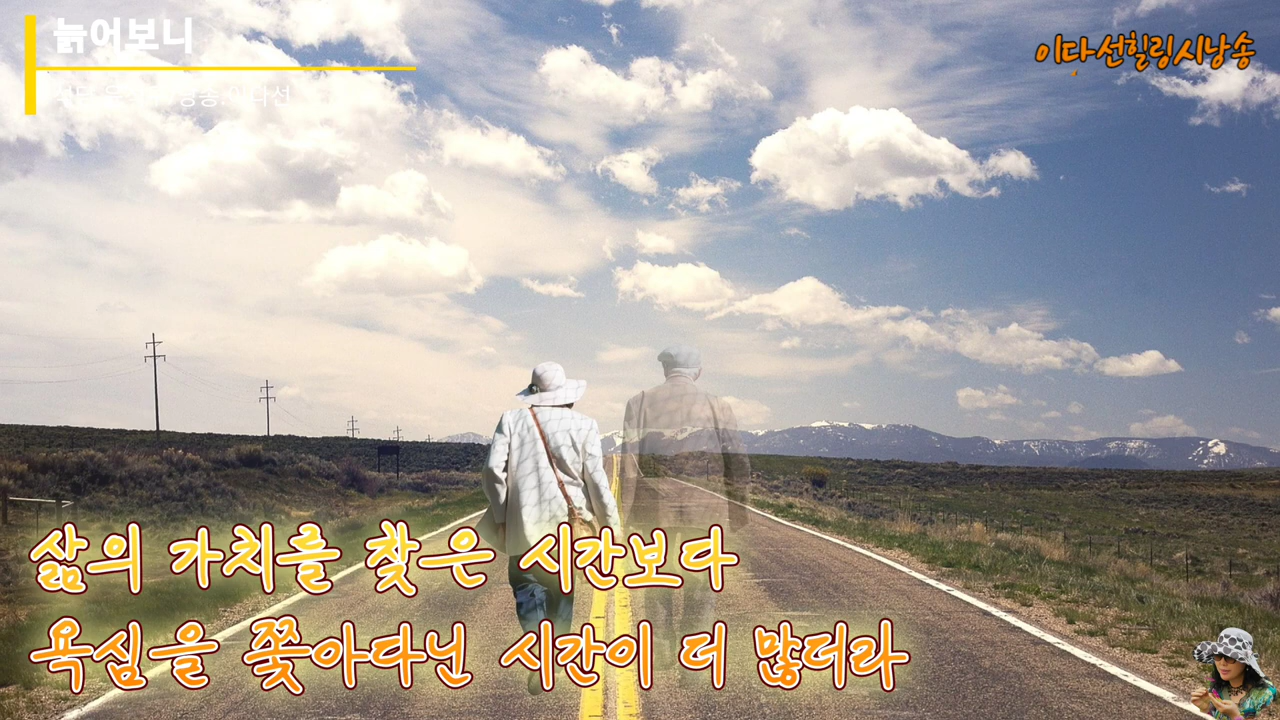 늙어보니
이다선힐링시낭송
삶의 가치를 찾은 시간보다
욕심을 쫓아다닌 시간이 더 많더라